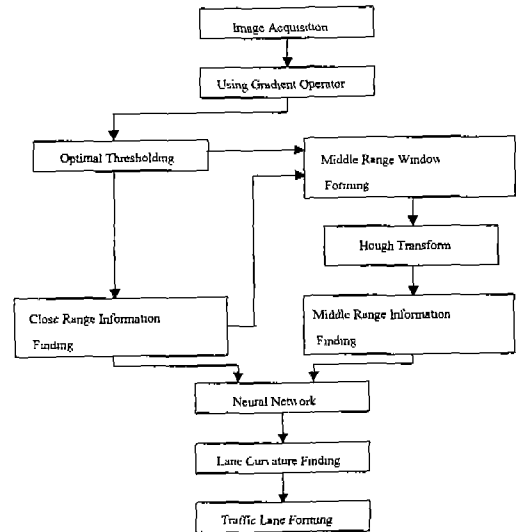 Image Acquisition
Using Gradient Operator
Optimal Thresholding
Middle Range Window
Forming
Hough Transform
Close Range Information
Finding
Middle Range Information
Finding
Neural Network
Lane Curvature Finding
Traffic Lane Forming